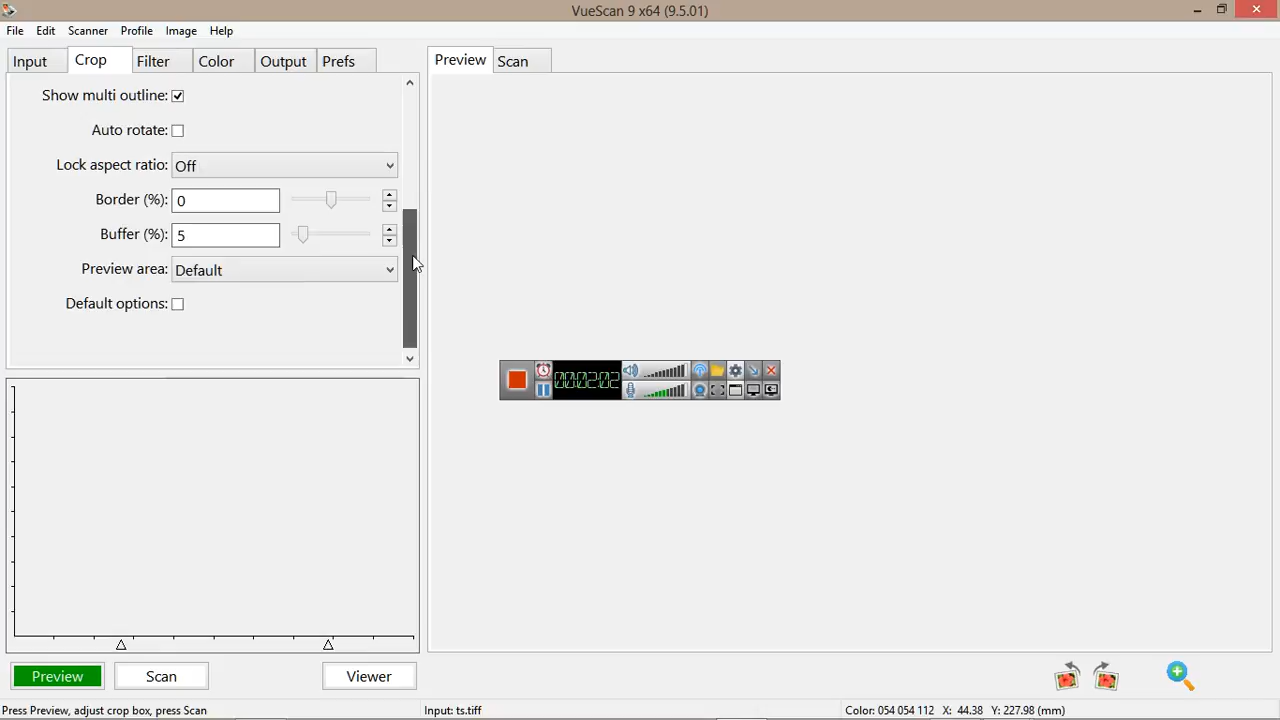 VueScan 9 x64 (9.5.01)
File Edit Scanner Profile Image Help
Input Crop Filter Color Output Prefs
Preview Scan
Show multi outline:
Auto rotate:
Lock aspect ratio: Off
Border (%): 0
Buffer (%): 5
Preview area: Default
Default options:
00:02:02
Preview Scan Viewer
Press Preview, adjust crop box, press Scan
Input: ts.tiff
Color: 054 054 112 X: 44.38 Y: 227.98 (mm)